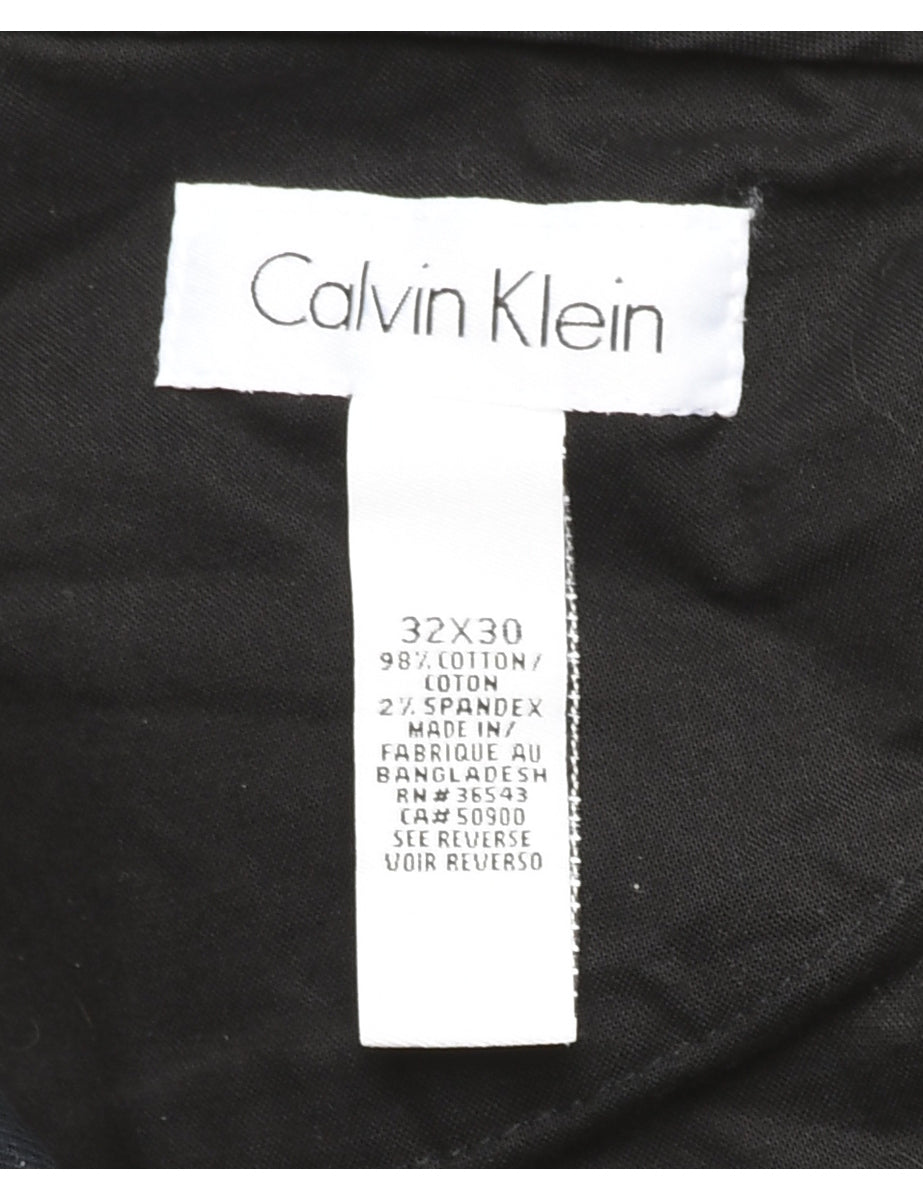 Calvin Klein
32X30
98% COTTON/
COTON
2% SPANDEX
MADE IN/
FABRIQUE AU
BANGLADESH
RN# 36543
CA# 50900
SEE REVERSE
VOIR REVERSO